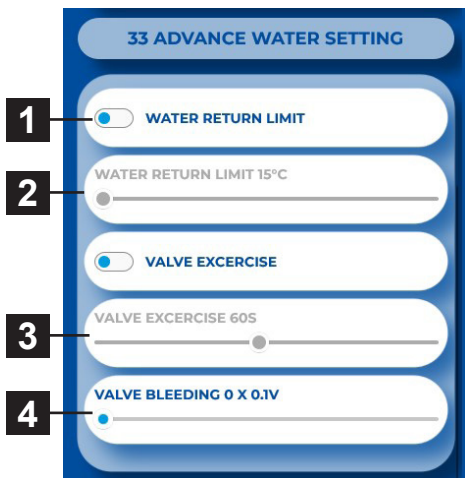 33 ADVANCE WATER SETTING
1
WATER RETURN LIMIT
2
WATER RETURN LIMIT 15°C
VALVE EXCERCISE
3
VALVE EXCERCISE 60S
4
VALVE BLEEDING 0 X 0.1V